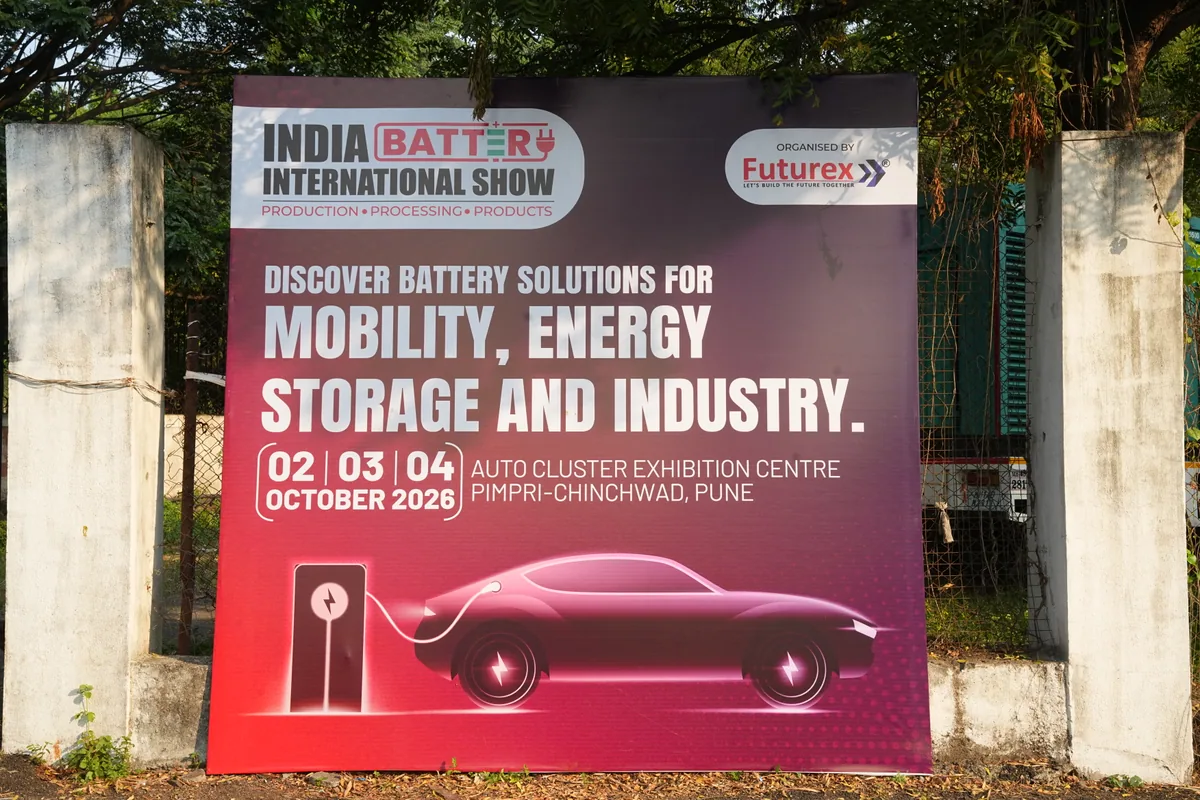 INDIA BATTERY
INTERNATIONAL SHOW
PRODUCTION • PROCESSING • PRODUCTS
ORGANISED BY
Futurex®
LET'S BUILD THE FUTURE TOGETHER
DISCOVER BATTERY SOLUTIONS FOR
MOBILITY, ENERGY
STORAGE AND INDUSTRY.
02 | 03 | 04
OCTOBER 2026
AUTO CLUSTER EXHIBITION CENTRE
PIMPRI-CHINCHWAD, PUNE